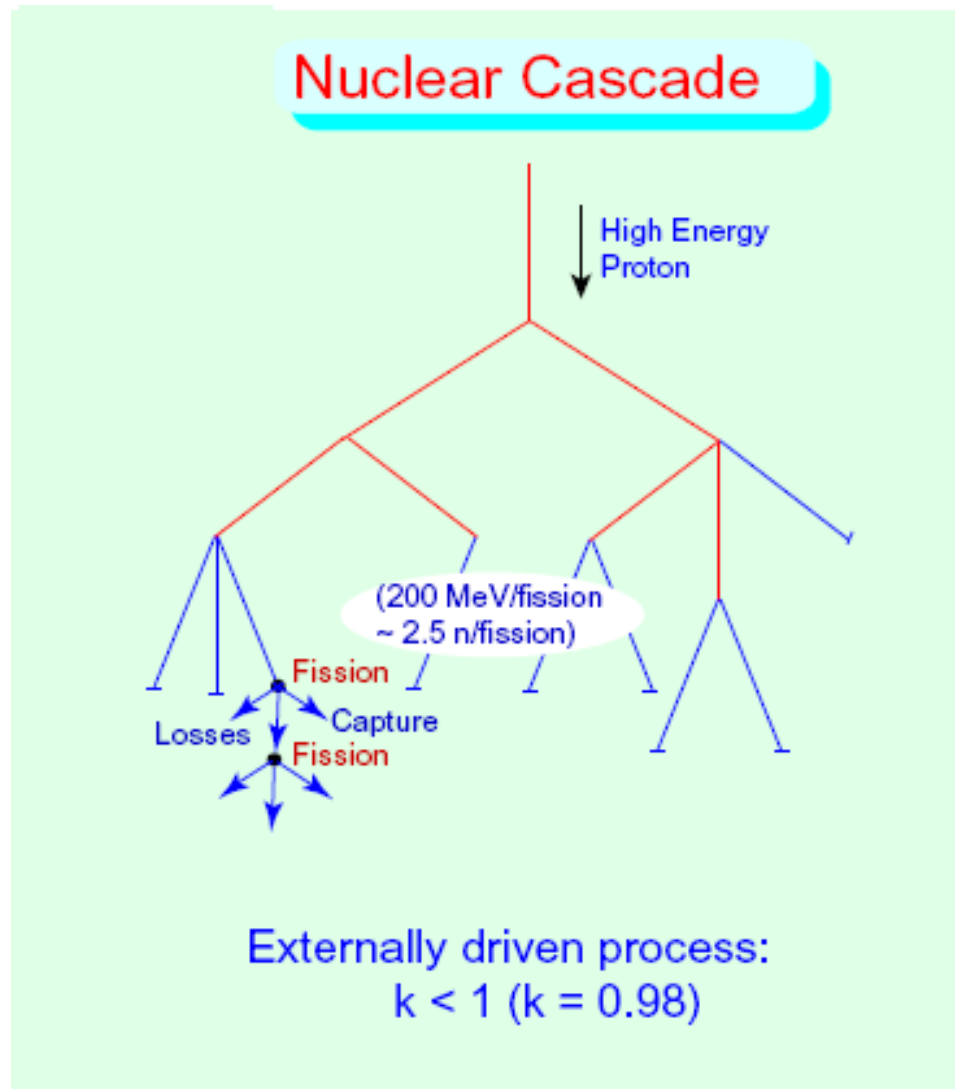 Nuclear Cascade
High Energy
Proton
(200 MeV/fission
~ 2.5 n/fission)
Fission
Losses
Capture
Fission
Externally driven process:
k < 1 (k = 0.98)